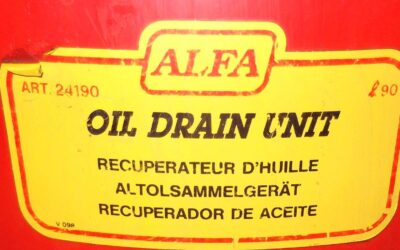 ALFA
ART. 24190
ℓ 90
OIL DRAIN UNIT
RECUPERATEUR D'HUILLE
ALTOLSAMMELGERÄT
RECUPERADOR DE ACEITE